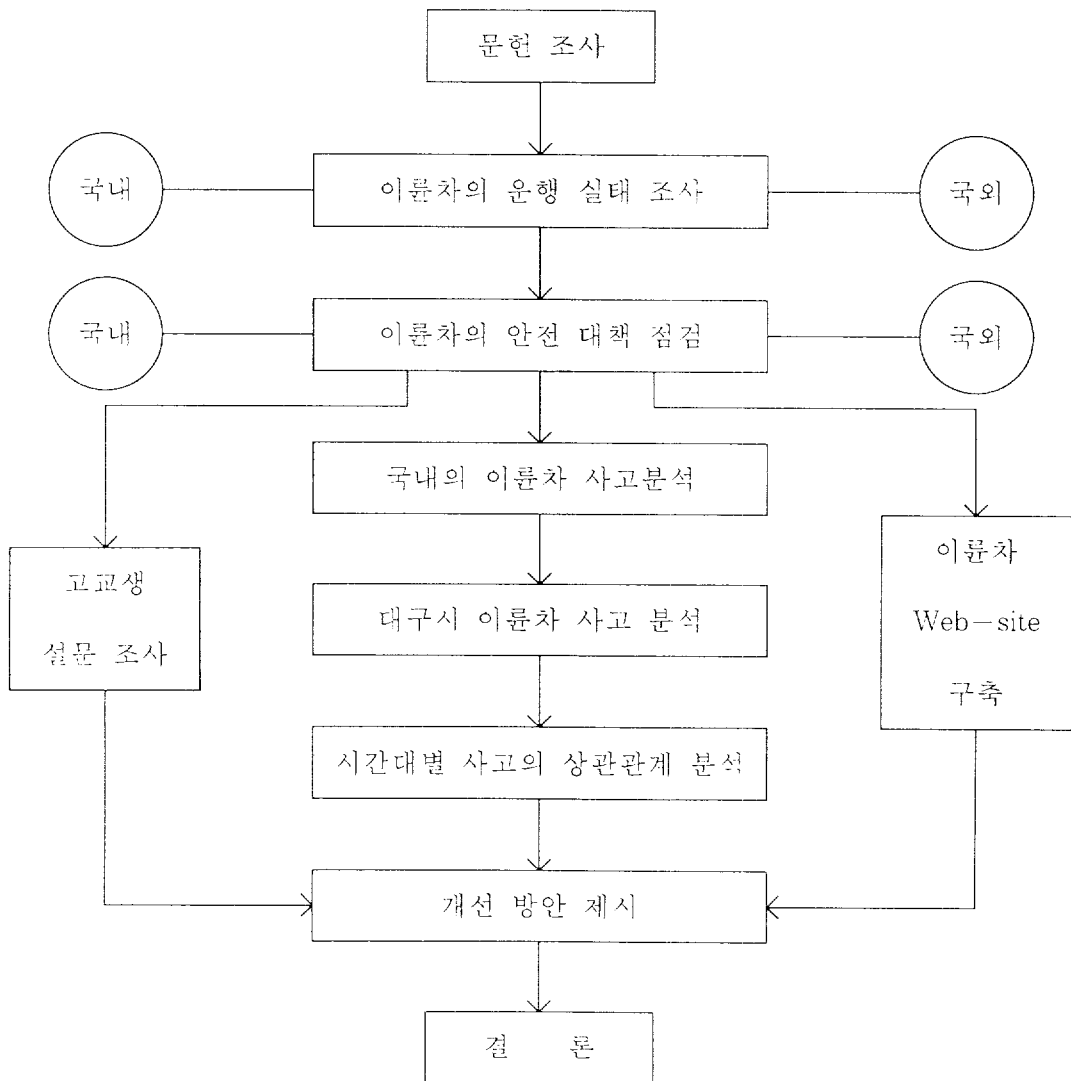 문헌 조사
국내
이륜차의 운행 실태 조사
국외
국내
이륜차의 안전 대책 점검
국외
국내의 이륜차 사고분석
고교생
설문 조사
대구시 이륜차 사고 분석
이륜차
Web-site
구축
시간대별 사고의 상관관계 분석
개선 방안 제시
결 론